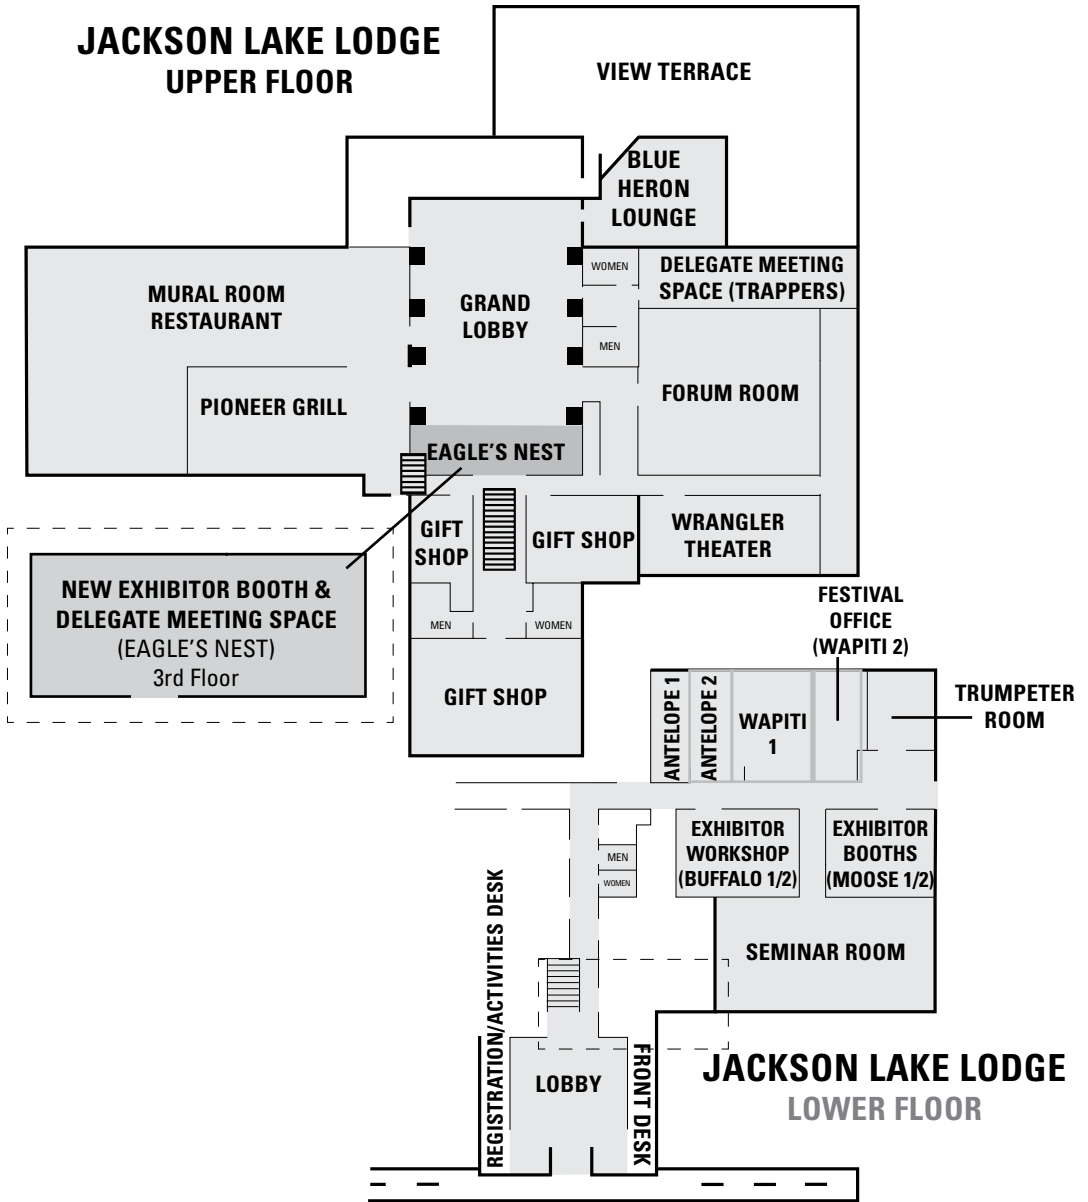 JACKSON LAKE LODGE
UPPER FLOOR
VIEW TERRACE
BLUE
HERON
LOUNGE
WOMEN
DELEGATE MEETING
SPACE (TRAPPERS)
MURAL ROOM
RESTAURANT
GRAND
LOBBY
MEN
PIONEER GRILL
FORUM ROOM
EAGLE'S NEST
GIFT
SHOP
GIFT SHOP
WRANGLER
THEATER
NEW EXHIBITOR BOOTH &
DELEGATE MEETING SPACE
(EAGLE'S NEST)
3rd Floor
MEN
WOMEN
GIFT SHOP
FESTIVAL
OFFICE
(WAPITI 2)
ANTELOPE 1
ANTELOPE 2
WAPITI
1
TRUMPETER
ROOM
EXHIBITOR
WORKSHOP
(BUFFALO 1/2)
EXHIBITOR
BOOTHS
(MOOSE 1/2)
MEN
WOMEN
SEMINAR ROOM
REGISTRATION/ACTIVITIES DESK
LOBBY
FRONT DESK
JACKSON LAKE LODGE
LOWER FLOOR